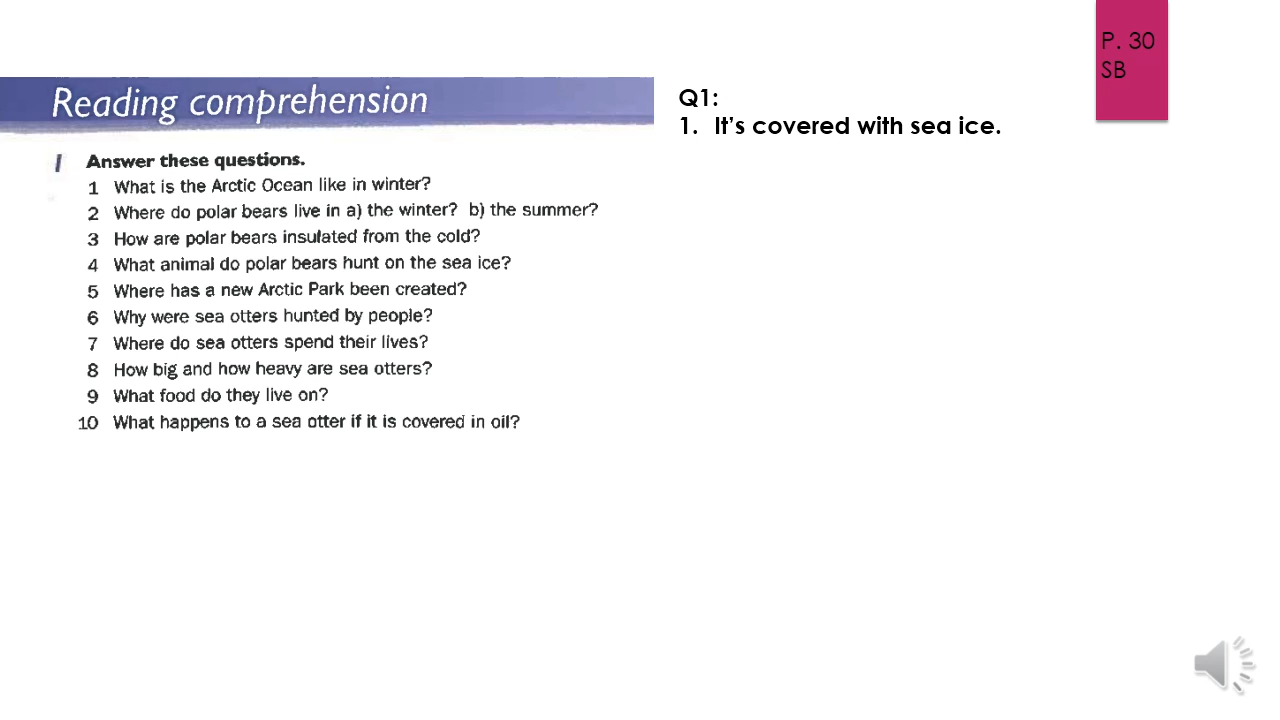 P. 30
SB
Reading comprehension
Q1:
1. It's covered with sea ice.
1 Answer these questions.
1 What is the Arctic Ocean like in winter?
2 Where do polar bears live in a) the winter? b) the summer?
3 How are polar bears insulated from the cold?
4 What animal do polar bears hunt on the sea ice?
5 Where has a new Arctic Park been created?
6 Why were sea otters hunted by people?
7 Where do sea otters spend their lives?
8 How big and how heavy are sea otters?
9 What food do they live on?
10 What happens to a sea otter if it is covered in oil?